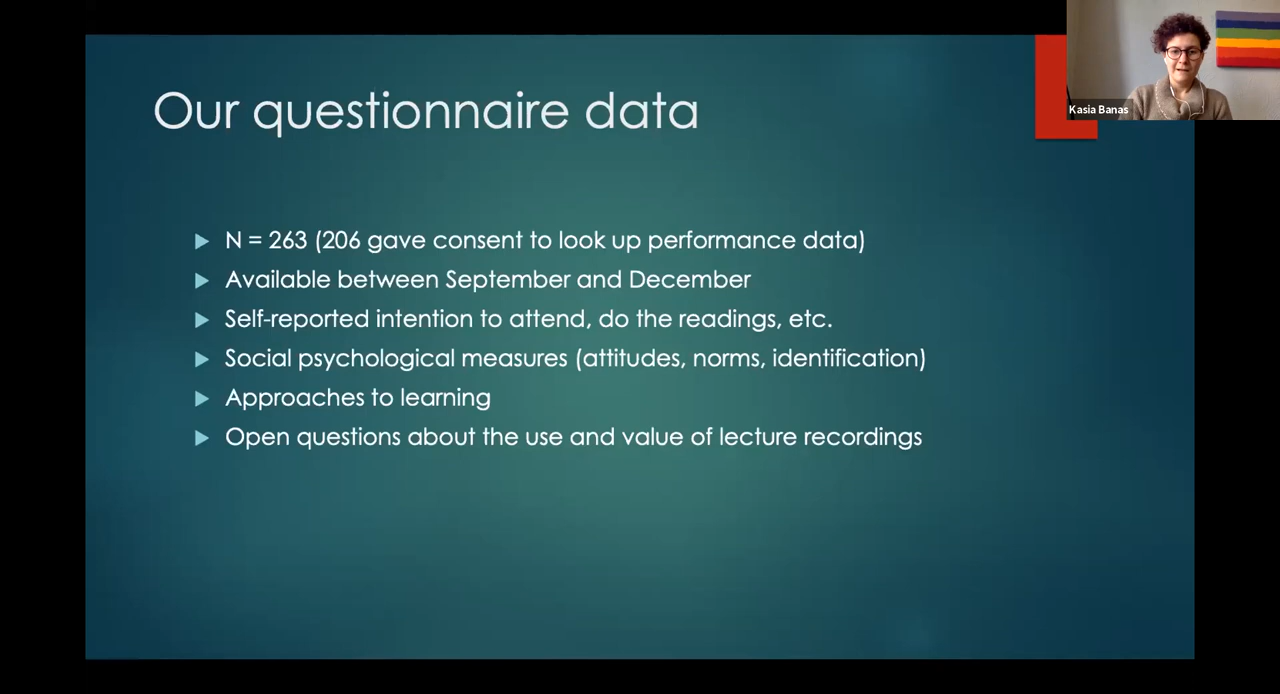 Our questionnaire data
Kasia Banas
N = 263 (206 gave consent to look up performance data)
Available between September and December
Self-reported intention to attend, do the readings, etc.
Social psychological measures (attitudes, norms, identification)
Approaches to learning
Open questions about the use and value of lecture recordings